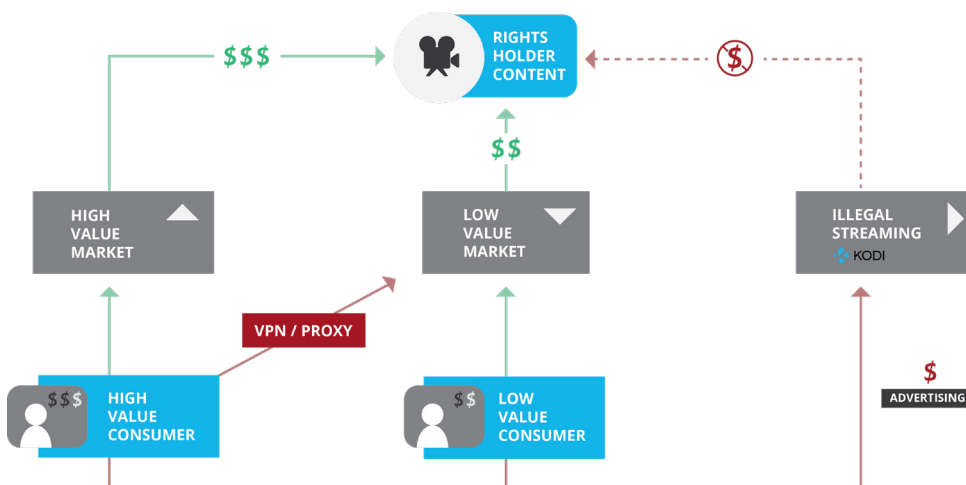 $$$
RIGHTS
HOLDER
CONTENT
$
$$
HIGH
VALUE
MARKET
LOW
VALUE
MARKET
ILLEGAL
STREAMING
KODI
VPN / PROXY
$$$
HIGH
VALUE
CONSUMER
$$
LOW
VALUE
CONSUMER
$
ADVERTISING